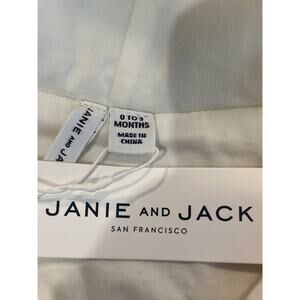 JANIE AND JA
0 TO 3
MONTHS
MADE IN
CHINA
JANIE AND JACK
SAN FRANCISCO